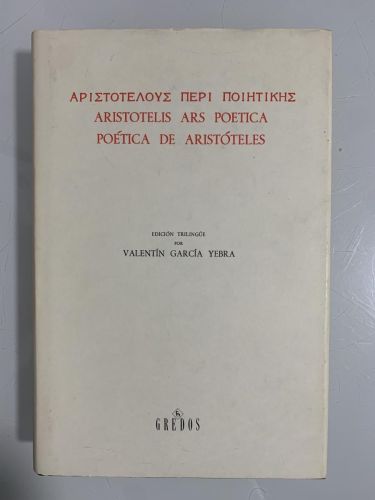 ΑΡΙΣΤΟΤΕΛΟΥΣ ΠΕΡΙ ΠΟΙΗΤΙΚΗΣ
ARISTOTELIS ARS POETICA
POÉTICA DE ARISTÓTELES
EDICIÓN TRILINGÜE
POR
VALENTÍN GARCÍA YEBRA
GREDOS